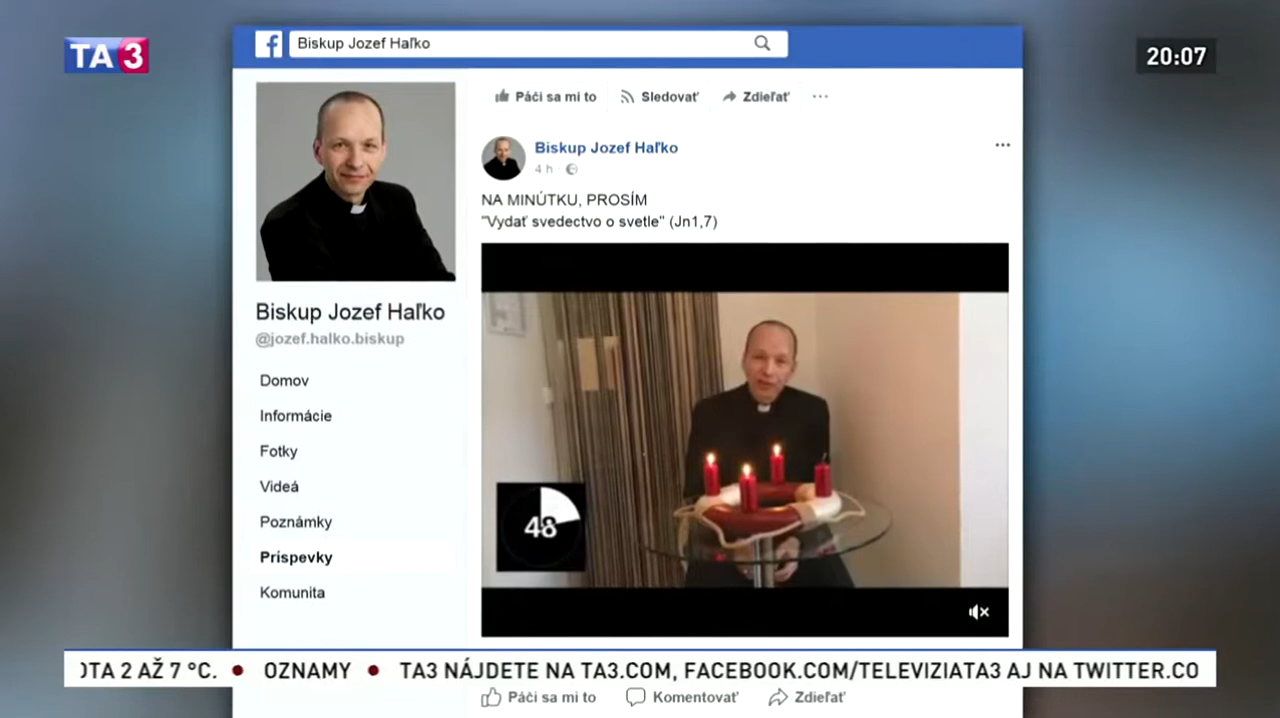 TA3
20:07
Biskup Jozef Haľko
Páči sa mi to
Sledovať
Zdieľať
Biskup Jozef Haľko
4 h
NA MINÚTKU, PROSÍM
"Vydať svedectvo o svetle" (Jn1,7)
Biskup Jozef Haľko
@jozef.halko.biskup
Domov
Informácie
Fotky
Videá
Poznámky
Príspevky
Komunita
48
OTA 2 AŽ 7 °C. • OZNAMY • TA3 NÁJDETE NA TA3.COM, FACEBOOK.COM/TELEVIZIATA3 AJ NA TWITTER.CO
Páči sa mi to
Komentovať
Zdieľať